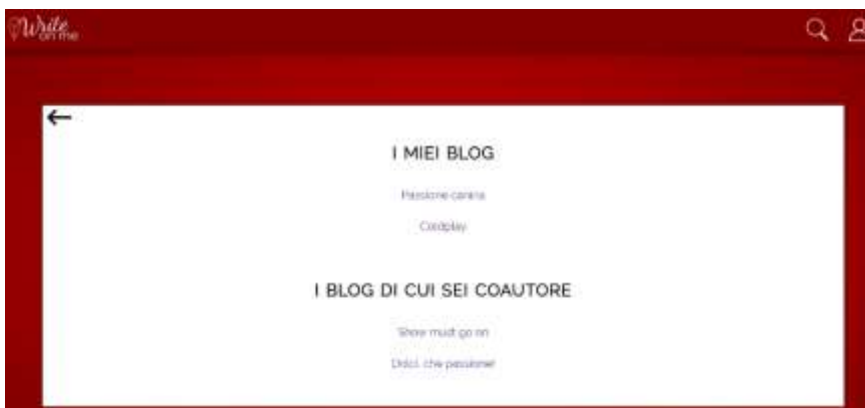 Write
on me
I MIEI BLOG
Passione canina
Coldplay
I BLOG DI CUI SEI COAUTORE
Show must go on
Dolci, che passione!